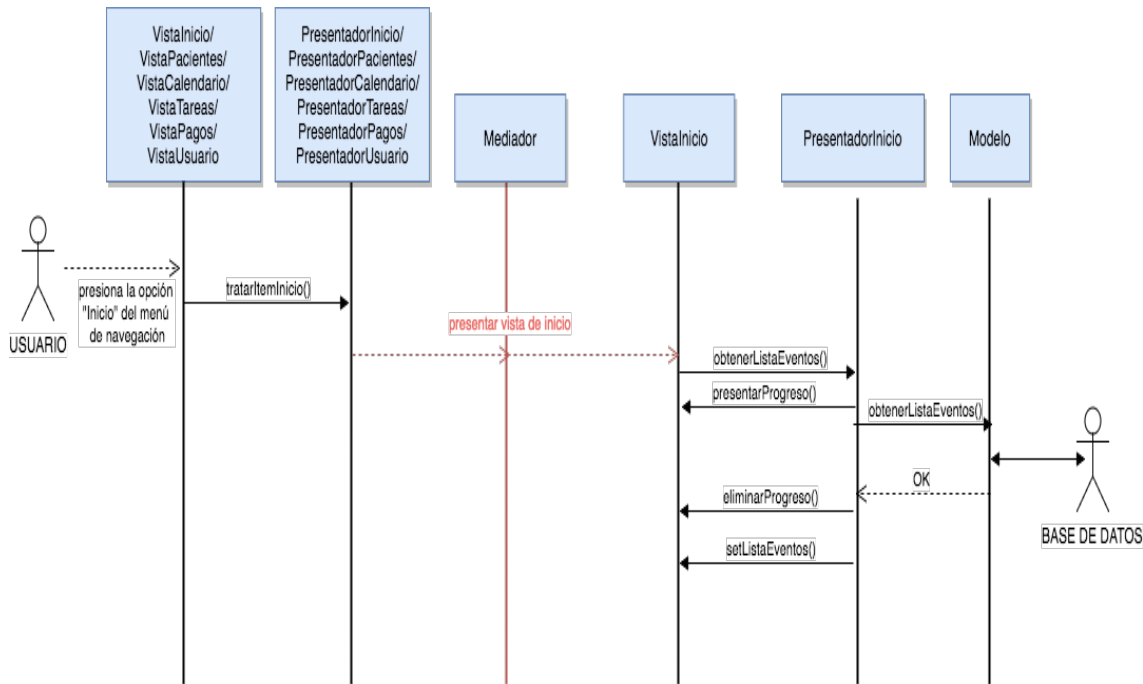 VistaInicio/
VistaPacientes/
VistaCalendario/
VistaTareas/
VistaPagos/
VistaUsuario
PresentadorInicio/
PresentadorPacientes/
PresentadorCalendario/
PresentadorTareas/
PresentadorPagos/
PresentadorUsuario
Mediador
VistaInicio
PresentadorInicio
Modelo
USUARIO
presiona la opción
"Inicio" del menú
de navegación
tratarItemInicio()
presentar vista de inicio
obtenerListaEventos()
presentarProgreso()
obtenerListaEventos()
OK
eliminarProgreso()
setListaEventos()
BASE DE DATOS